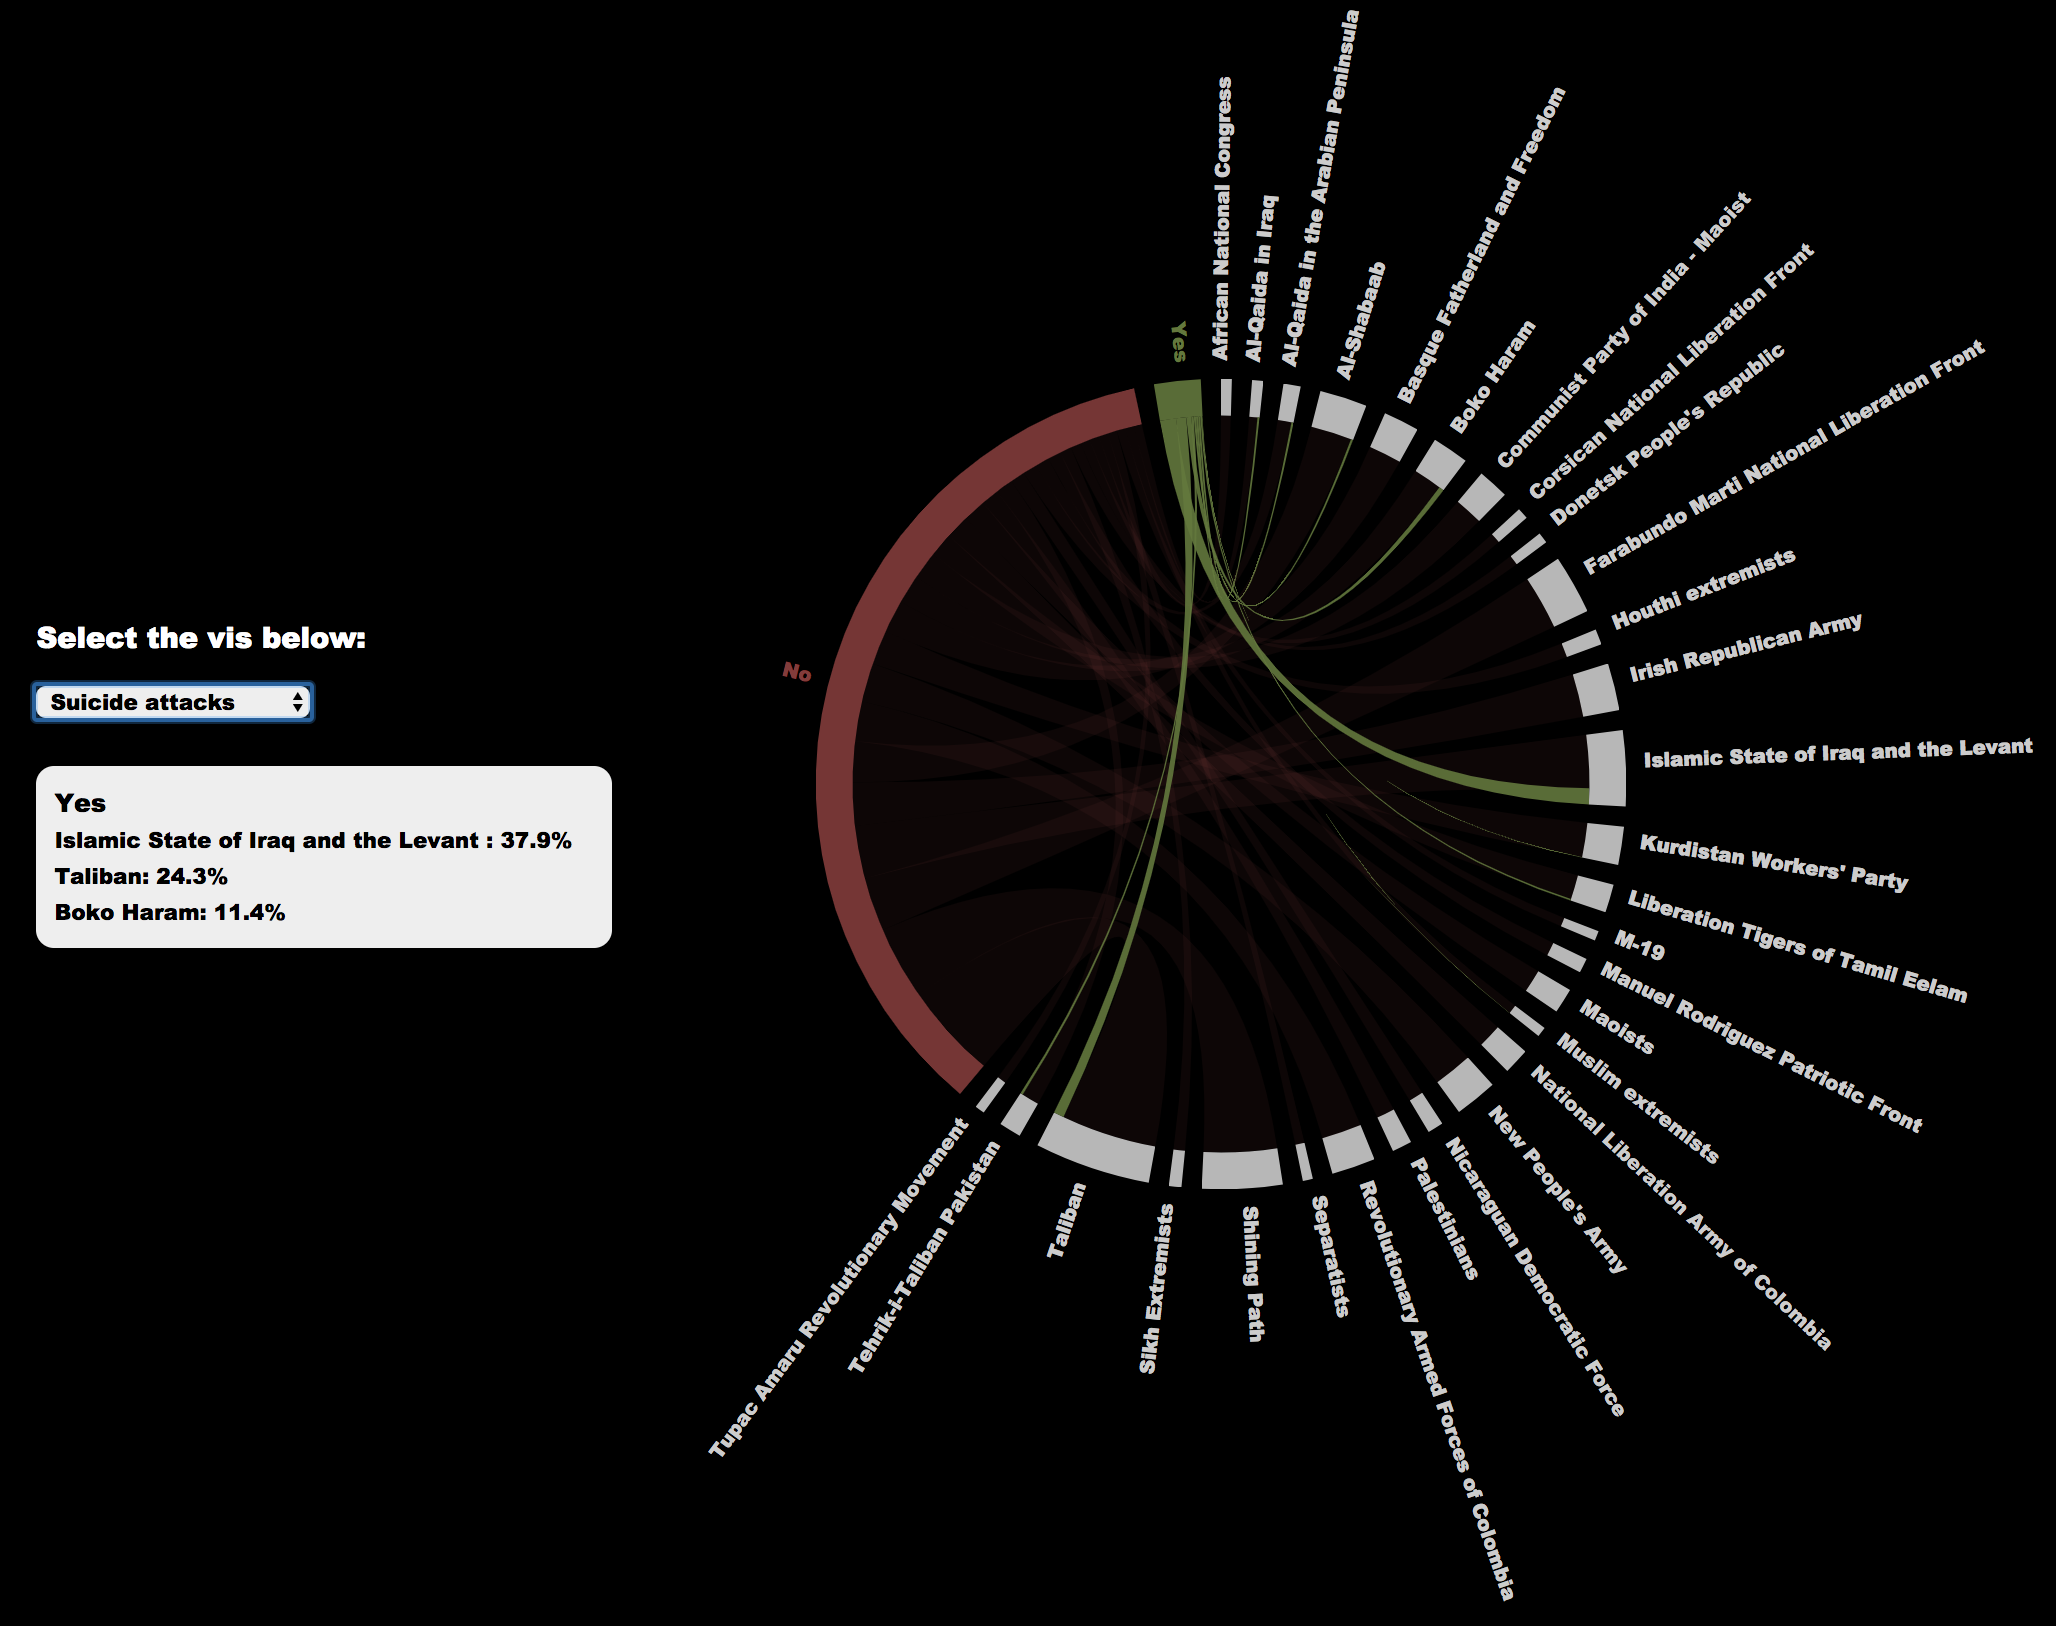 Select the vis below:
Suicide attacks
Yes
Islamic State of Iraq and the Levant : 37.9%
Taliban: 24.3%
Boko Haram: 11.4%
No
Yes
African National Congress
Al-Qaida in Iraq
Al-Qaida in the Arabian Peninsula
Al-Shabaab
Basque Fatherland and Freedom
Boko Haram
Communist Party of India - Maoist
Corsican National Liberation Front
Donetsk People's Republic
Farabundo Marti National Liberation Front
Houthi extremists
Irish Republican Army
Islamic State of Iraq and the Levant
Kurdistan Workers' Party
Liberation Tigers of Tamil Eelam
M-19
Manuel Rodriguez Patriotic Front
Maoists
Muslim extremists
National Liberation Army of Colombia
New People's Army
Nicaraguan Democratic Force
Palestinians
Revolutionary Armed Forces of Colombia
Separatists
Shining Path
Sikh Extremists
Taliban
Tehrik-i-Taliban Pakistan
Tupac Amaru Revolutionary Movement